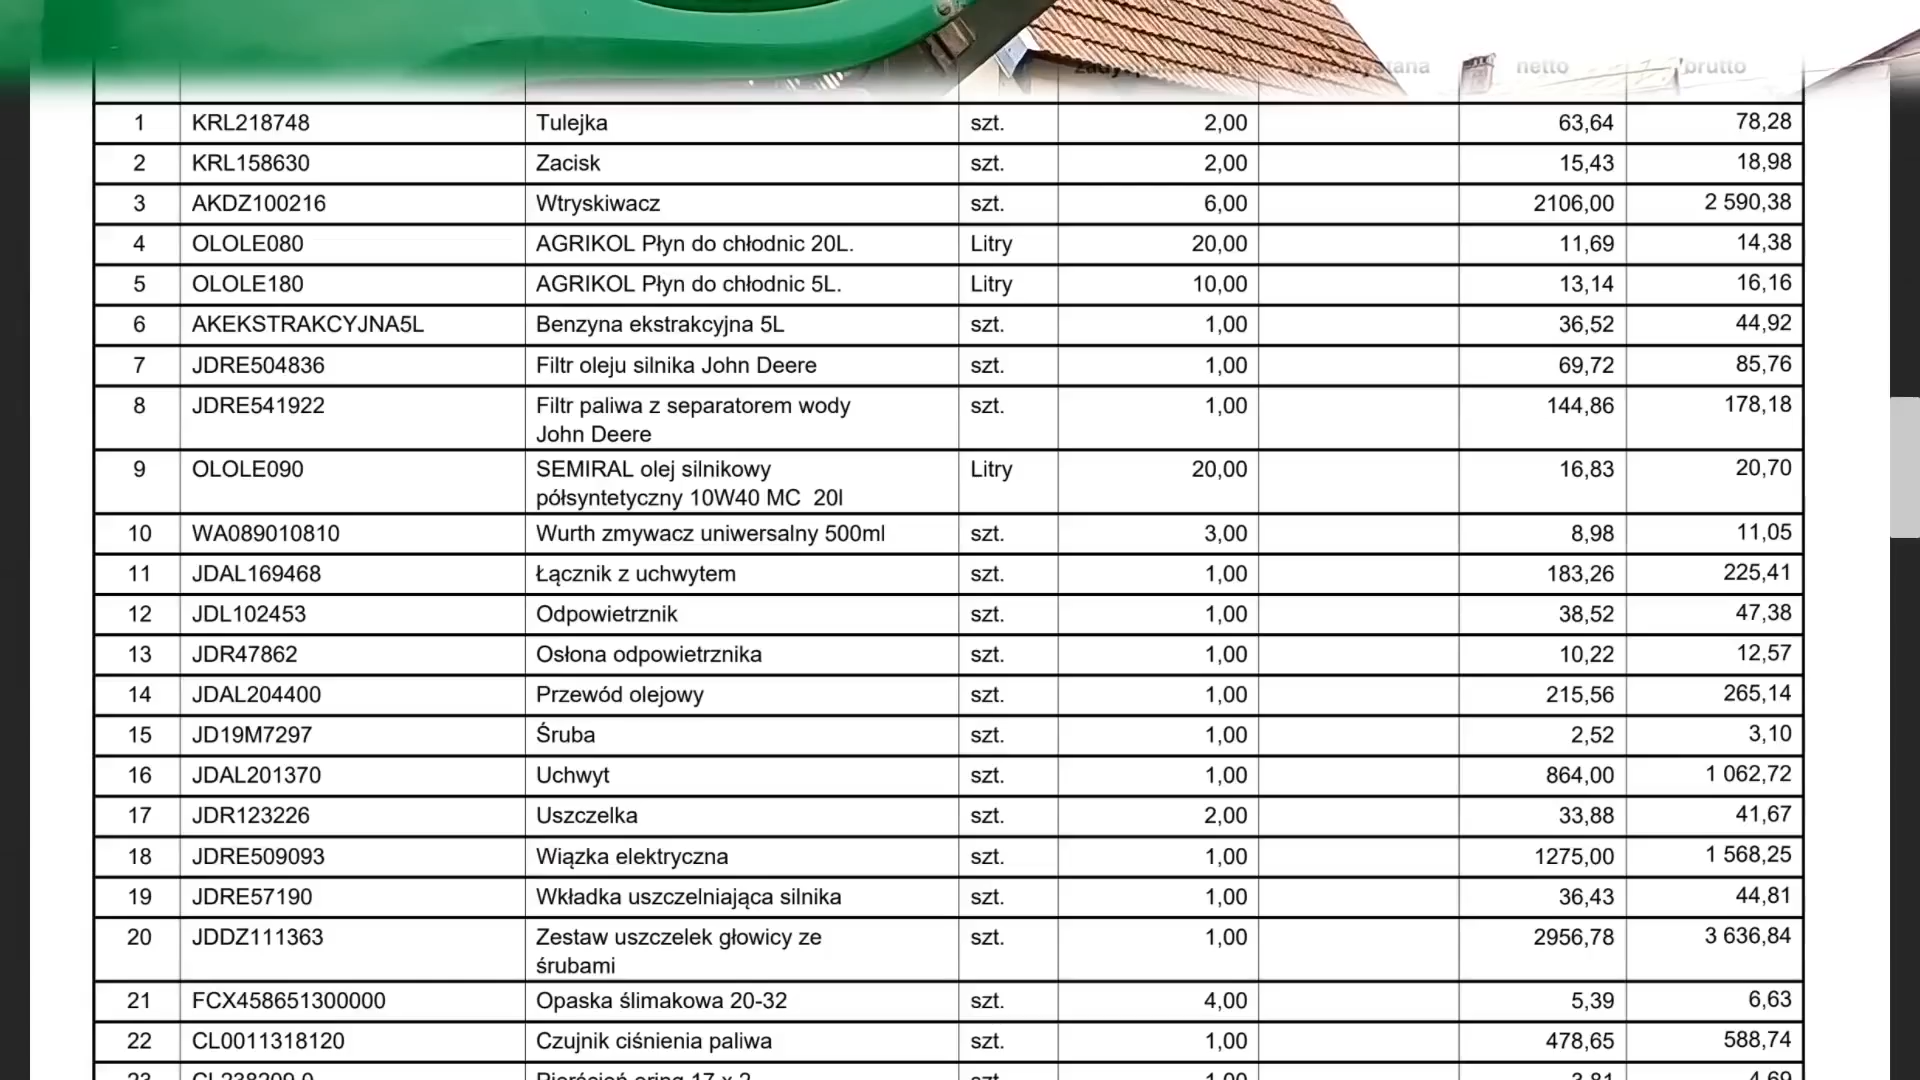 netto brutto
1 KRL218748 Tulejka szt. 2,00 63,64 78,28
2 KRL158630 Zacisk szt. 2,00 15,43 18,98
3 AKDZ100216 Wtryskiwacz szt. 6,00 2106,00 2 590,38
4 OLOLE080 AGRIKOL Płyn do chłodnic 20L. Litry 20,00 11,69 14,38
5 OLOLE180 AGRIKOL Płyn do chłodnic 5L. Litry 10,00 13,14 16,16
6 AKEKSTRAKCYJNA5L Benzyna ekstrakcyjna 5L szt. 1,00 36,52 44,92
7 JDRE504836 Filtr oleju silnika John Deere szt. 1,00 69,72 85,76
8 JDRE541922 Filtr paliwa z separatorem wody szt. 1,00 144,86 178,18
John Deere
9 OLOLE090 SEMIRAL olej silnikowy Litry 20,00 16,83 20,70
półsyntetyczny 10W40 MC 20l
10 WA089010810 Wurth zmywacz uniwersalny 500ml szt. 3,00 8,98 11,05
11 JDAL169468 Łącznik z uchwytem szt. 1,00 183,26 225,41
12 JDL102453 Odpowietrznik szt. 1,00 38,52 47,38
13 JDR47862 Osłona odpowietrznika szt. 1,00 10,22 12,57
14 JDAL204400 Przewód olejowy szt. 1,00 215,56 265,14
15 JD19M7297 Śruba szt. 1,00 2,52 3,10
16 JDAL201370 Uchwyt szt. 1,00 864,00 1 062,72
17 JDR123226 Uszczelka szt. 2,00 33,88 41,67
18 JDRE509093 Wiązka elektryczna szt. 1,00 1275,00 1 568,25
19 JDRE57190 Wkładka uszczelniająca silnika szt. 1,00 36,43 44,81
20 JDDZ111363 Zestaw uszczelek głowicy ze szt. 1,00 2956,78 3 636,84
śrubami
21 FCX458651300000 Opaska ślimakowa 20-32 szt. 4,00 5,39 6,63
22 CL0011318120 Czujnik ciśnienia paliwa szt. 1,00 478,65 588,74
23 CL238209.0 Pierścień oring 17 x 2 szt. 1,00 3,81 4,69